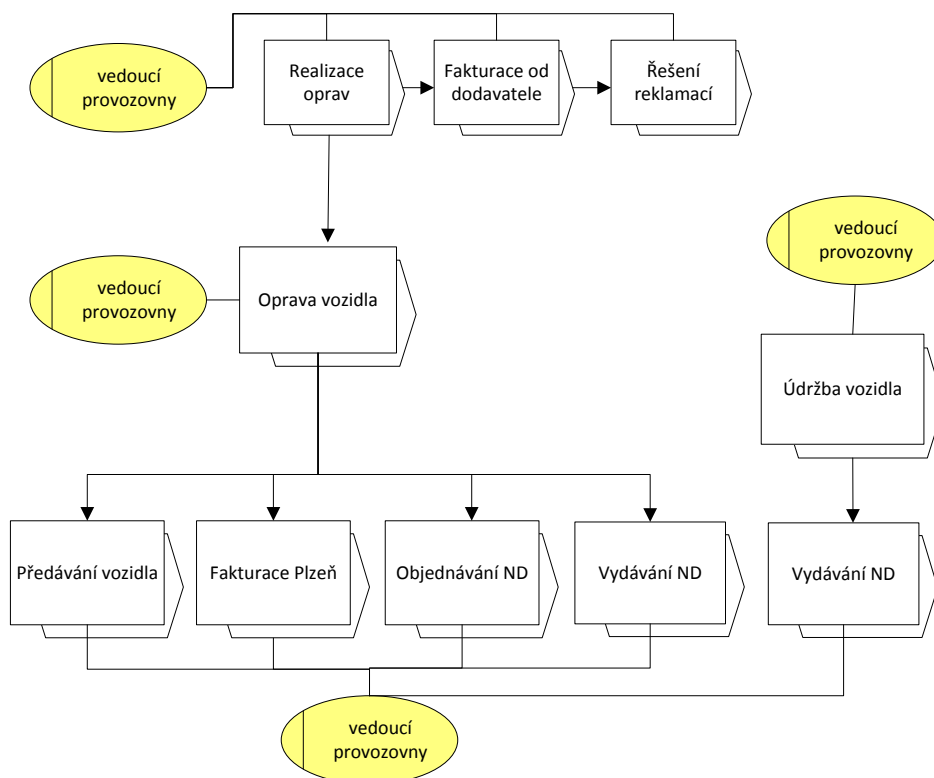 vedoucí
provozovny
Realizace
oprav
Fakturace od
dodavatele
Řešení
reklamací
vedoucí
provozovny
vedoucí
provozovny
Oprava vozidla
Údržba vozidla
Předávání vozidla
Fakturace Plzeň
Objednávání ND
Vydávání ND
Vydávání ND
vedoucí
provozovny